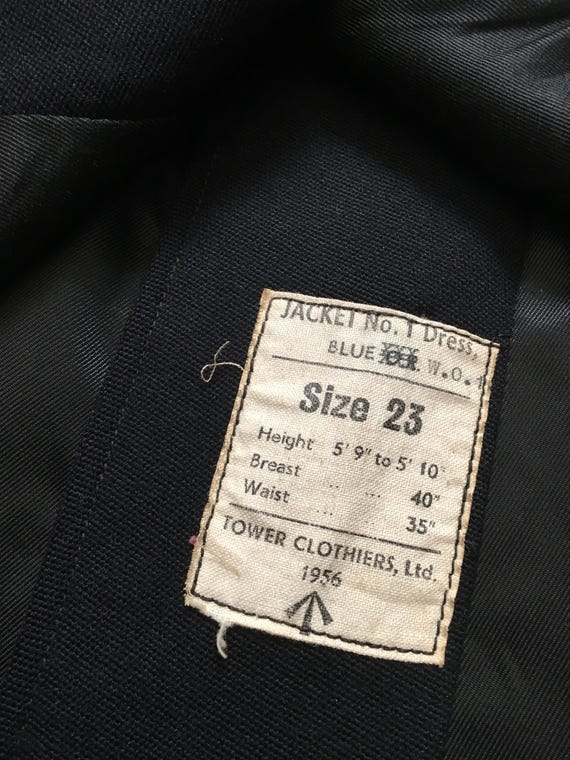 JACKET No. 1 Dress,
BLUE W.O.1
Size 23
Height 5' 9" to 5' 10"
Breast .. ... 40"
Waist ... ... 35"
TOWER CLOTHIERS, Ltd.
1956